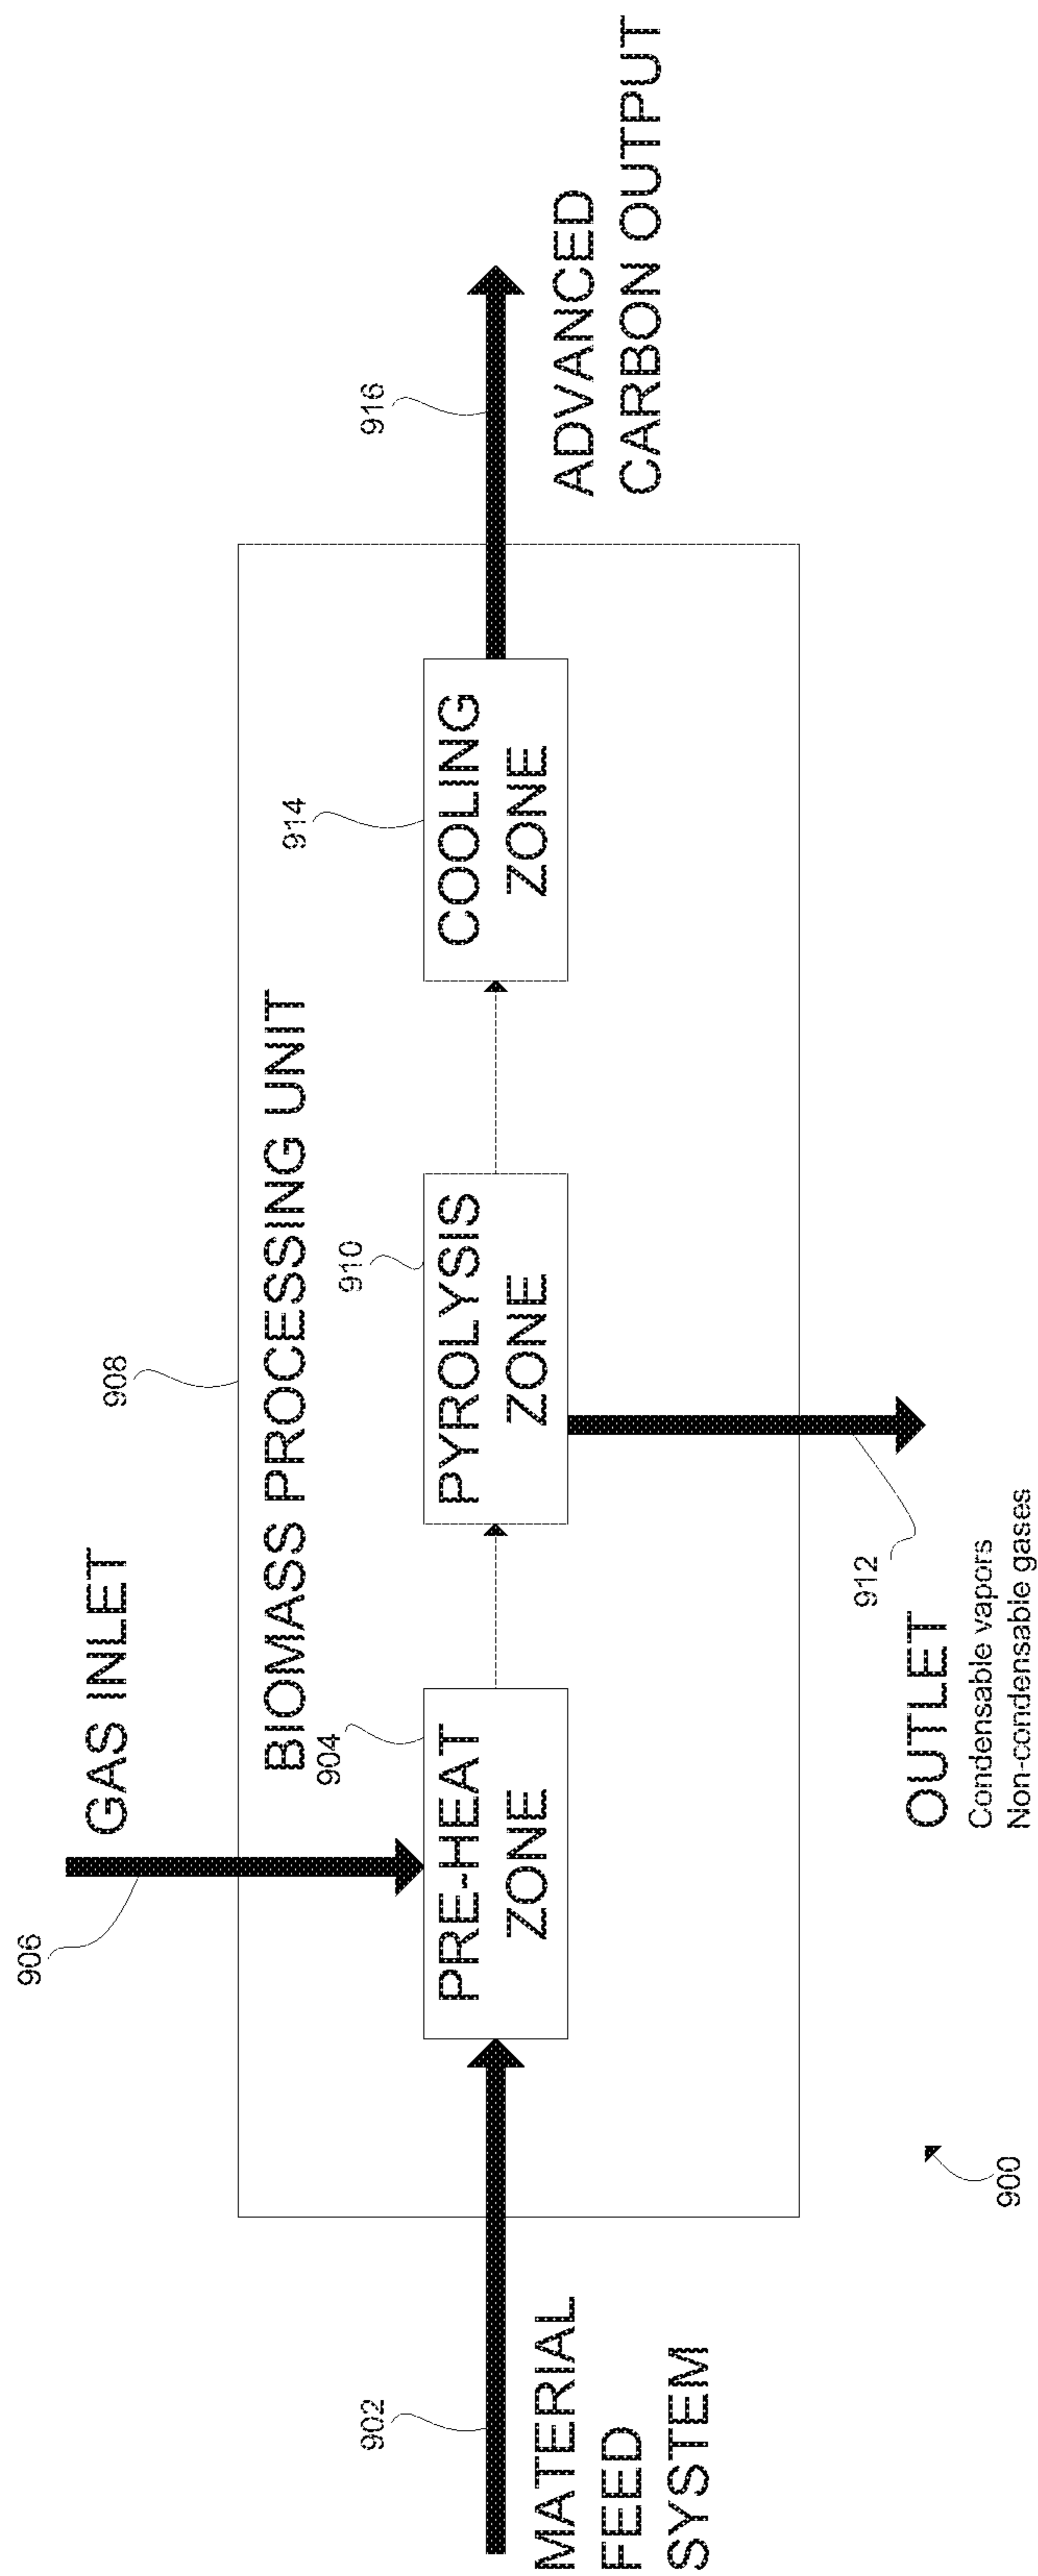 906
GAS INLET
908
BIOMASS PROCESSING UNIT
902
MATERIAL
FEED
SYSTEM
904
PRE-HEAT
ZONE
910
PYROLYSIS
ZONE
914
COOLING
ZONE
916
ADVANCED
CARBON OUTPUT
912
OUTLET
Condensable vapors
Non-condensable gases
900